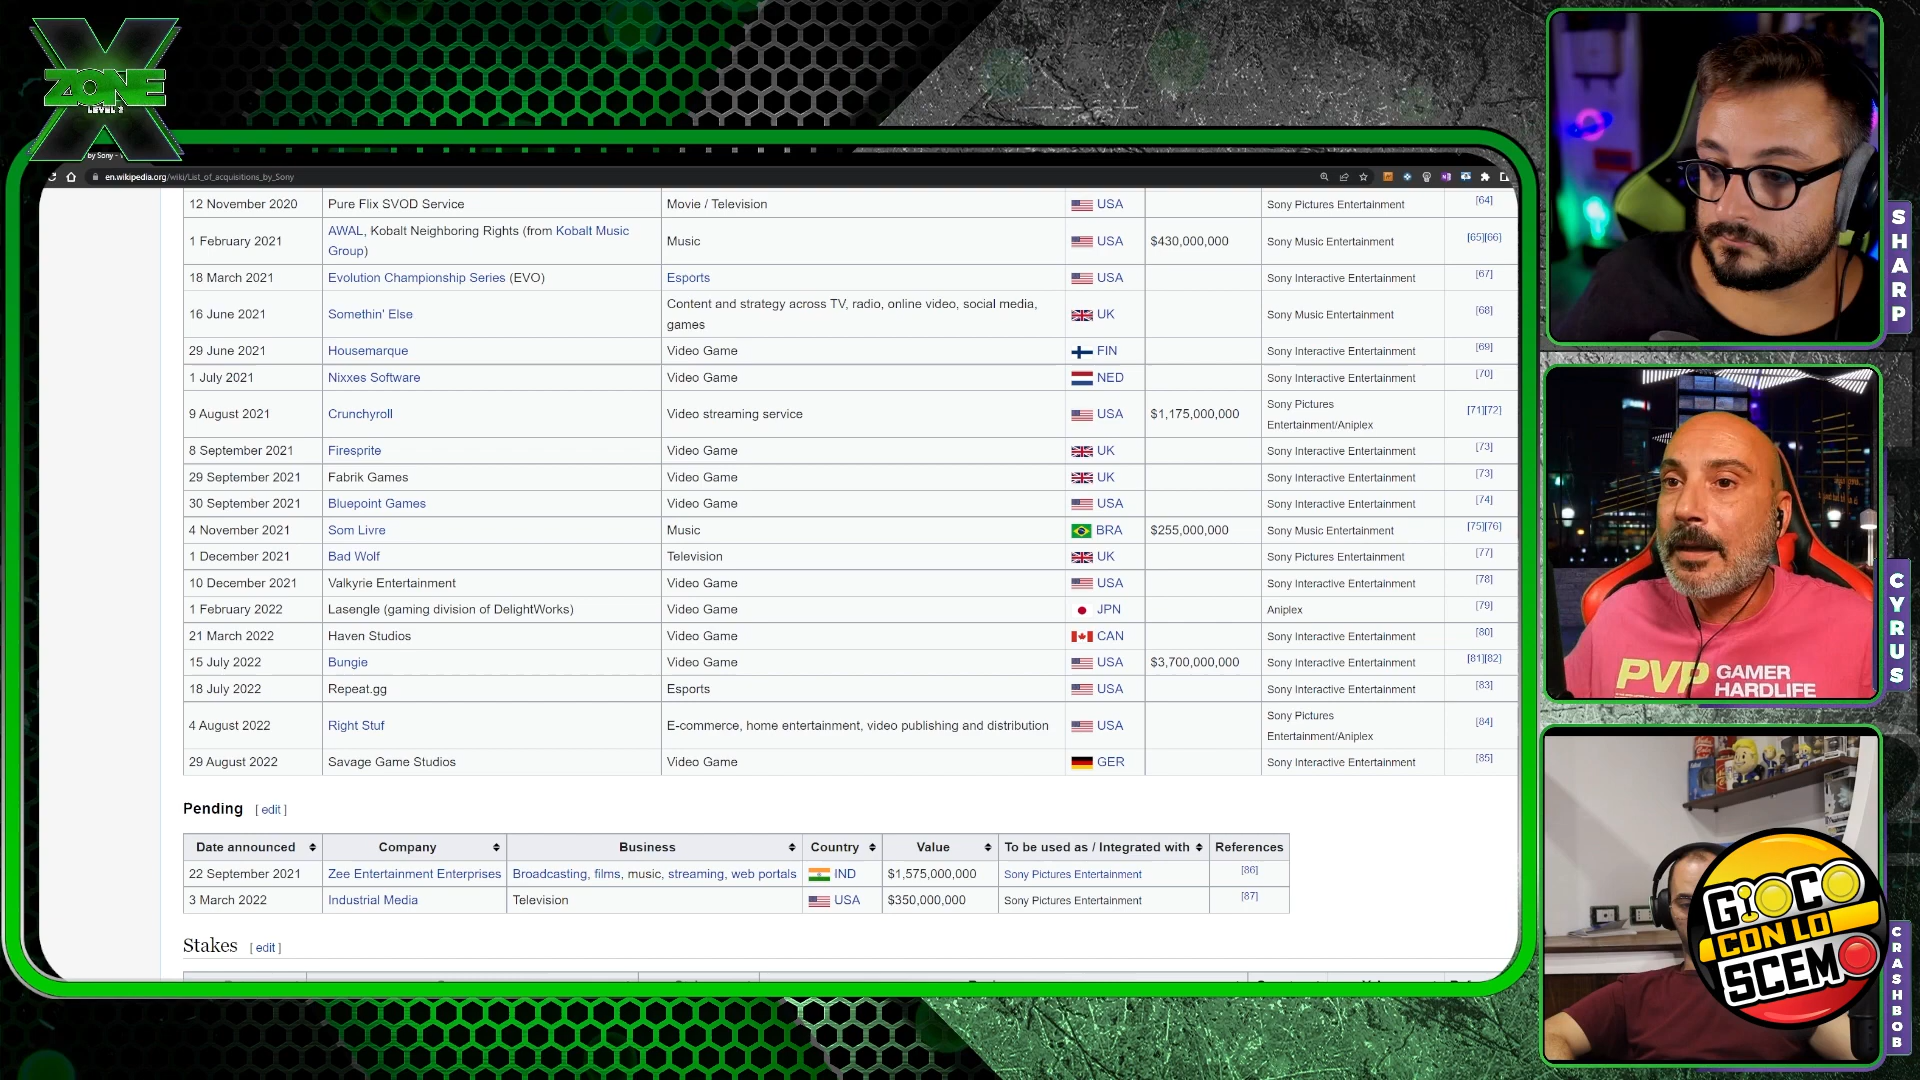 ZONE
LEVEL 2
by Sony -
en.wikipedia.org/wiki/List_of_acquisitions_by_Sony
12 November 2020 Pure Flix SVOD Service Movie / Television USA Sony Pictures Entertainment [64]
1 February 2021 AWAL, Kobalt Neighboring Rights (from Kobalt Music Group) Music USA $430,000,000 Sony Music Entertainment [65][66]
18 March 2021 Evolution Championship Series (EVO) Esports USA Sony Interactive Entertainment [67]
16 June 2021 Somethin' Else Content and strategy across TV, radio, online video, social media, games UK Sony Music Entertainment [68]
29 June 2021 Housemarque Video Game FIN Sony Interactive Entertainment [69]
1 July 2021 Nixxes Software Video Game NED Sony Interactive Entertainment [70]
9 August 2021 Crunchyroll Video streaming service USA $1,175,000,000 Sony Pictures Entertainment/Aniplex [71][72]
8 September 2021 Firesprite Video Game UK Sony Interactive Entertainment [73]
29 September 2021 Fabrik Games Video Game UK Sony Interactive Entertainment [73]
30 September 2021 Bluepoint Games Video Game USA Sony Interactive Entertainment [74]
4 November 2021 Som Livre Music BRA $255,000,000 Sony Music Entertainment [75][76]
1 December 2021 Bad Wolf Television UK Sony Pictures Entertainment [77]
10 December 2021 Valkyrie Entertainment Video Game USA Sony Interactive Entertainment [78]
1 February 2022 Lasengle (gaming division of DelightWorks) Video Game JPN Aniplex [79]
21 March 2022 Haven Studios Video Game CAN Sony Interactive Entertainment [80]
15 July 2022 Bungie Video Game USA $3,700,000,000 Sony Interactive Entertainment [81][82]
18 July 2022 Repeat.gg Esports USA Sony Interactive Entertainment [83]
4 August 2022 Right Stuf E-commerce, home entertainment, video publishing and distribution USA Sony Pictures Entertainment/Aniplex [84]
29 August 2022 Savage Game Studios Video Game GER Sony Interactive Entertainment [85]
Pending [ edit ]
Date announced Company Business Country Value To be used as / Integrated with References
22 September 2021 Zee Entertainment Enterprises Broadcasting, films, music, streaming, web portals IND $1,575,000,000 Sony Pictures Entertainment [86]
3 March 2022 Industrial Media Television USA $350,000,000 Sony Pictures Entertainment [87]
Stakes [ edit ]
SHARP
CYRUS
PVP GAMER
HARDLIFE
CRASHBOB
GIOCO
CON LO
SCEMO